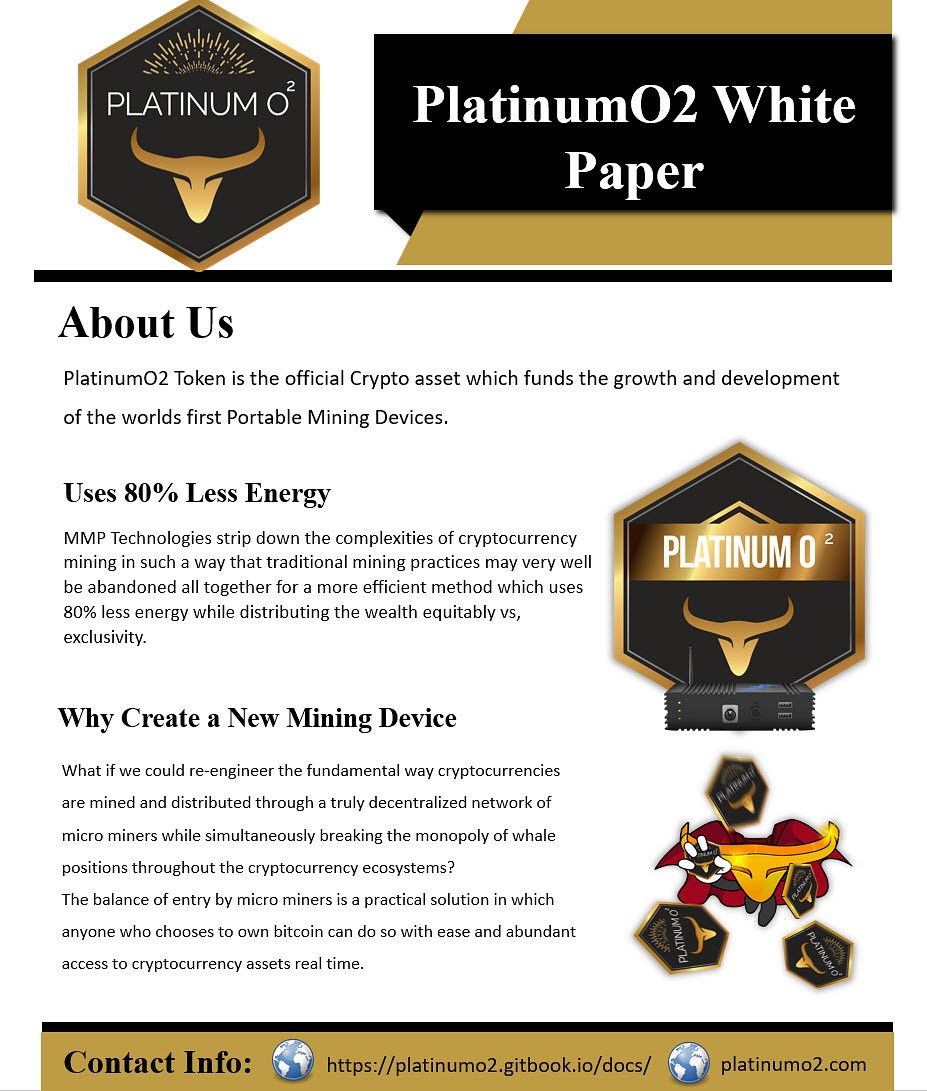 PLATINUM O²
PlatinumO2 White
Paper
About Us
PlatinumO2 Token is the official Crypto asset which funds the growth and development
of the worlds first Portable Mining Devices.
Uses 80% Less Energy
MMP Technologies strip down the complexities of cryptocurrency
mining in such a way that traditional mining practices may very well
be abandoned all together for a more efficient method which uses
80% less energy while distributing the wealth equitably vs,
exclusivity.
PLATINUM O ²
Why Create a New Mining Device
What if we could re-engineer the fundamental way cryptocurrencies
are mined and distributed through a truly decentralized network of
micro miners while simultaneously breaking the monopoly of whale
positions throughout the cryptocurrency ecosystems?
The balance of entry by micro miners is a practical solution in which
anyone who chooses to own bitcoin can do so with ease and abundant
access to cryptocurrency assets real time.
PLATINUM
PLATINUM O²
PLATINUM O²
PLATINUM O²
Contact Info: https://platinumo2.gitbook.io/docs/ platinumo2.com